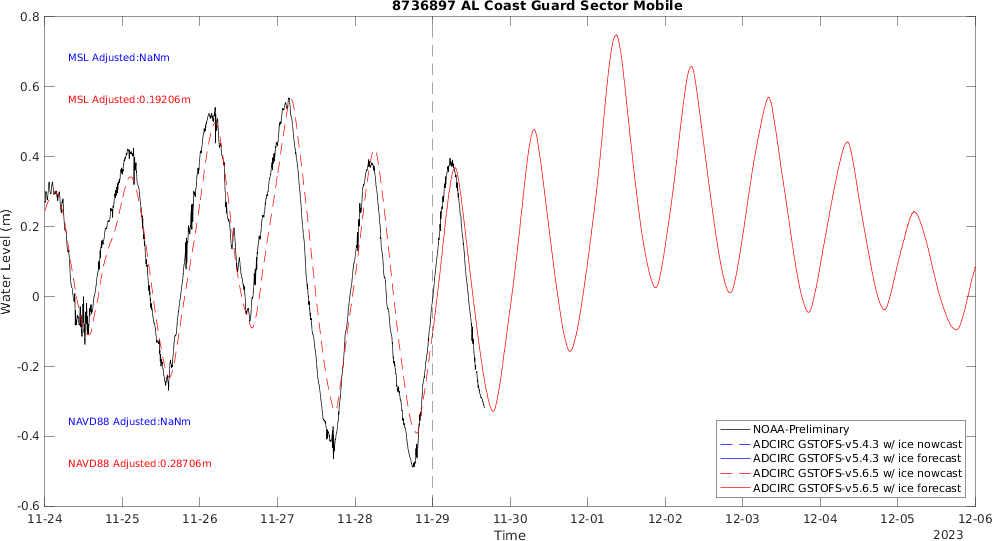 8736897 AL Coast Guard Sector Mobile
0.8
MSL Adjusted:NaNm
0.6
MSL Adjusted:0.19206m
0.4
0.2
Water Level (m)
0
-0.2
-0.4
-0.6
NAVD88 Adjusted:NaNm
NAVD88 Adjusted:0.28706m
NOAA-Preliminary
ADCIRC GSTOFS-v5.4.3 w/ ice nowcast
ADCIRC GSTOFS-v5.4.3 w/ ice forecast
ADCIRC GSTOFS-v5.6.5 w/ ice nowcast
ADCIRC GSTOFS-v5.6.5 w/ ice forecast
11-24 11-25 11-26 11-27 11-28 11-29 11-30 12-01 12-02 12-03 12-04 12-05 12-06
Time
2023